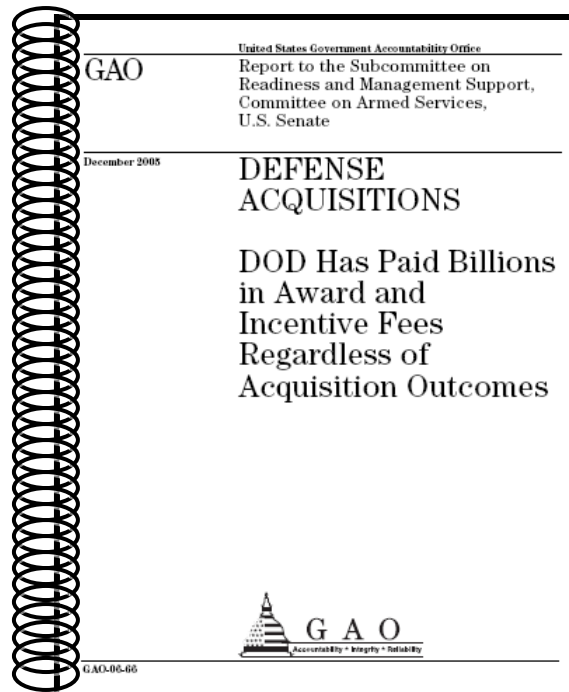 United States Government Accountability Office
GAO
Report to the Subcommittee on
Readiness and Management Support,
Committee on Armed Services,
U.S. Senate
December 2005
DEFENSE
ACQUISITIONS
DOD Has Paid Billions
in Award and
Incentive Fees
Regardless of
Acquisition Outcomes
G A O
Accountability * Integrity * Reliability
GAO-06-66